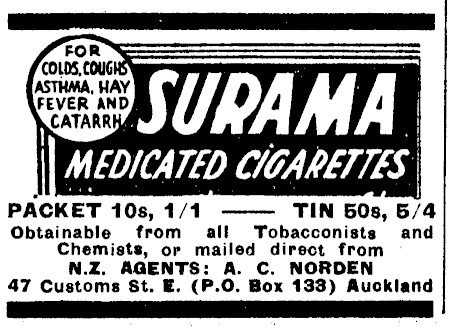 FOR
COLDS, COUGHS
ASTHMA, HAY
FEVER AND
CATARRH
SURAMA
MEDICATED CIGARETTES
PACKET 10s, 1/1 —— TIN 50s, 5/4
Obtainable from all Tobacconists and
Chemists, or mailed direct from
N.Z. AGENTS: A. C. NORDEN
47 Customs St. E. (P.O. Box 133) Auckland